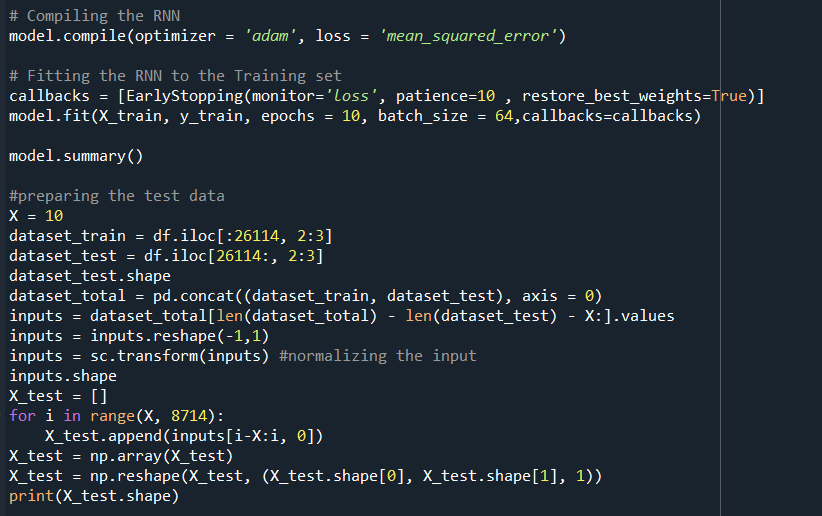 # Compiling the RNN
model.compile(optimizer = 'adam', loss = 'mean_squared_error')
# Fitting the RNN to the Training set
callbacks = [EarlyStopping(monitor='loss', patience=10 , restore_best_weights=True)]
model.fit(X_train, y_train, epochs = 10, batch_size = 64,callbacks=callbacks)
model.summary()
#preparing the test data
X = 10
dataset_train = df.iloc[:26114, 2:3]
dataset_test = df.iloc[26114:, 2:3]
dataset_test.shape
dataset_total = pd.concat((dataset_train, dataset_test), axis = 0)
inputs = dataset_total[len(dataset_total) - len(dataset_test) - X:].values
inputs = inputs.reshape(-1,1)
inputs = sc.transform(inputs) #normalizing the input
inputs.shape
X_test = []
for i in range(X, 8714):
    X_test.append(inputs[i-X:i, 0])
X_test = np.array(X_test)
X_test = np.reshape(X_test, (X_test.shape[0], X_test.shape[1], 1))
print(X_test.shape)